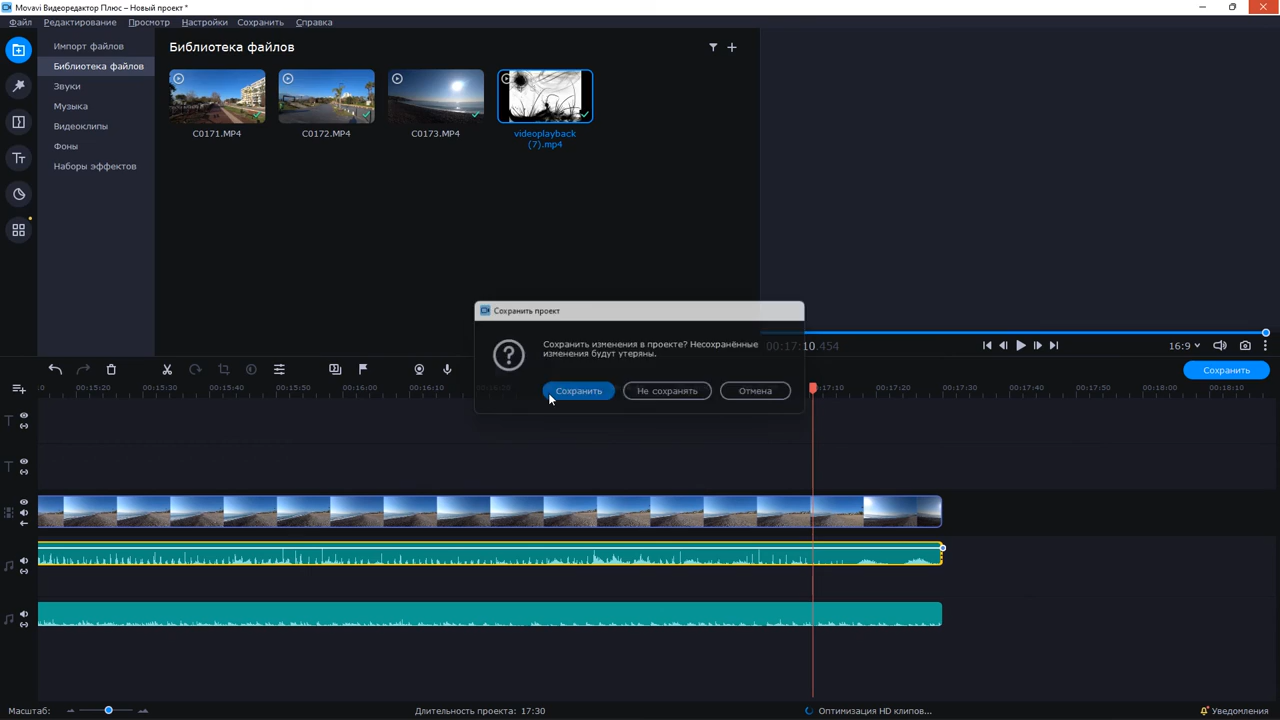 Movavi Видеоредактор Плюс – Новый проект *
Файл Редактирование Просмотр Настройки Сохранить Справка
Импорт файлов
Библиотека файлов
Звуки
Музыка
Видеоклипы
Фоны
Наборы эффектов
Библиотека файлов
C0171.MP4
C0172.MP4
C0173.MP4
videoplayback
(7).mp4
Сохранить проект
Сохранить изменения в проекте? Несохранённые
изменения будут утеряны.
Сохранить Не сохранять Отмена
00:17:10.454
16:9
Сохранить
00:15:20 00:15:30 00:15:40 00:15:50 00:16:00 00:16:10 00:16:20 00:17:10 00:17:20 00:17:30 00:17:40 00:17:50 00:18:00 00:18:10
Масштаб:
Длительность проекта: 17:30
Оптимизация HD клипов...
Уведомления